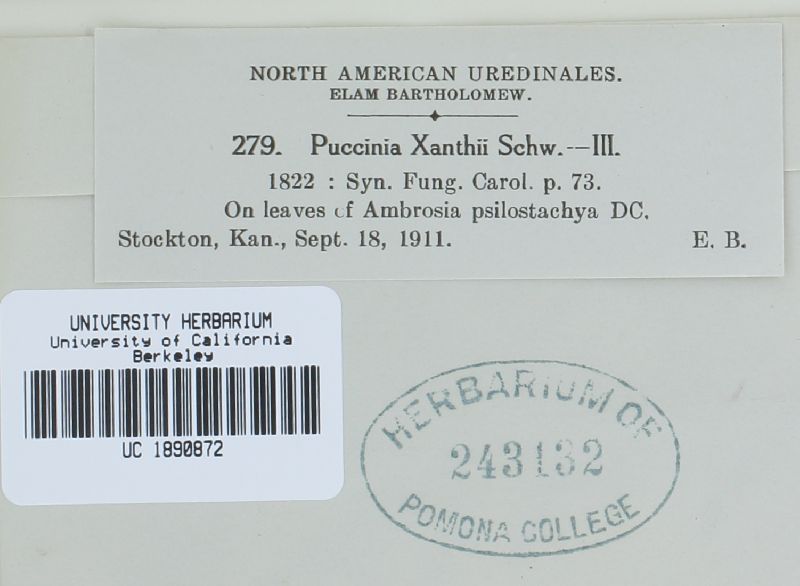 NORTH AMERICAN UREDINALES.
ELAM BARTHOLOMEW.
279. Puccinia Xanthii Schw.—III.
1822 : Syn. Fung. Carol. p. 73.
On leaves of Ambrosia psilostachya DC.
Stockton, Kan., Sept. 18, 1911. E. B.
UNIVERSITY HERBARIUM
University of California
Berkeley
UC 1890872
HERBARIUM OF
243132
POMONA COLLEGE